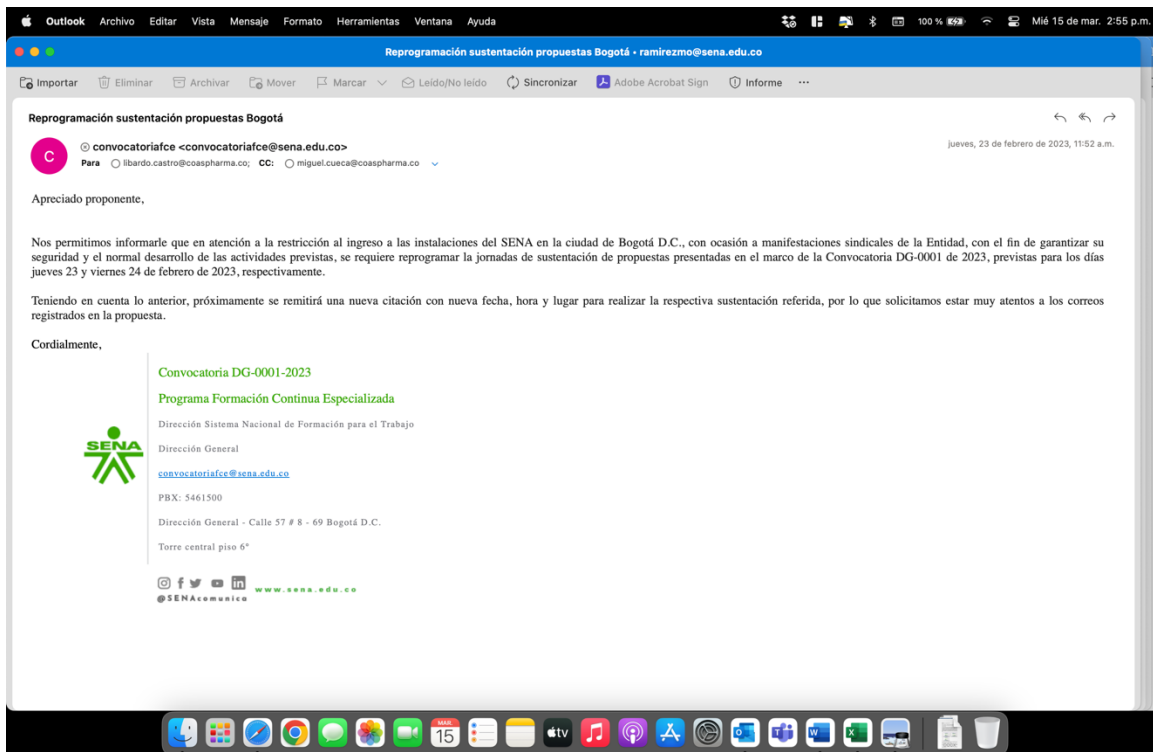 Outlook Archivo Editar Vista Mensaje Formato Herramientas Ventana Ayuda 100 % Mié 15 de mar. 2:55 p.m.
Reprogramación sustentación propuestas Bogotá • ramirezmo@sena.edu.co
Importar Eliminar Archivar Mover Marcar Leído/No leído Sincronizar Adobe Acrobat Sign Informe ...
Reprogramación sustentación propuestas Bogotá
C
convocatoriafce <convocatoriafce@sena.edu.co>
jueves, 23 de febrero de 2023, 11:52 a.m.
Para libardo.castro@coaspharma.co; CC: miguel.cueca@coaspharma.co
Apreciado proponente,
Nos permitimos informarle que en atención a la restricción al ingreso a las instalaciones del SENA en la ciudad de Bogotá D.C., con ocasión a manifestaciones sindicales de la Entidad, con el fin de garantizar su
seguridad y el normal desarrollo de las actividades previstas, se requiere reprogramar la jornadas de sustentación de propuestas presentadas en el marco de la Convocatoria DG-0001 de 2023, previstas para los días
jueves 23 y viernes 24 de febrero de 2023, respectivamente.
Teniendo en cuenta lo anterior, próximamente se remitirá una nueva citación con nueva fecha, hora y lugar para realizar la respectiva sustentación referida, por lo que solicitamos estar muy atentos a los correos
registrados en la propuesta.
Cordialmente,
Convocatoria DG-0001-2023
Programa Formación Continua Especializada
Dirección Sistema Nacional de Formación para el Trabajo
SENA
Dirección General
convocatoriafce@sena.edu.co
PBX: 5461500
Dirección General - Calle 57 # 8 - 69 Bogotá D.C.
Torre central piso 6°
@SENAcomunica
www.sena.edu.co
MAR. 15
tv